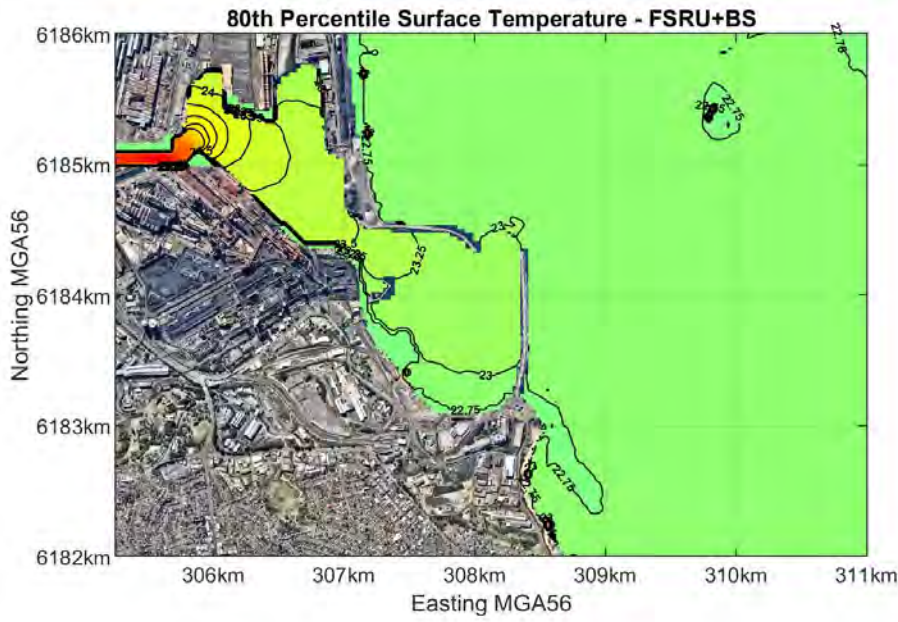 80th Percentile Surface Temperature - FSRU+BS
6186km
6185km
6184km
6183km
6182km
Northing MGA56
306km
307km
308km
309km
310km
311km
Easting MGA56
24
22.75
22.75
22.75
23
23.5
23.25
23
22.75
22.75